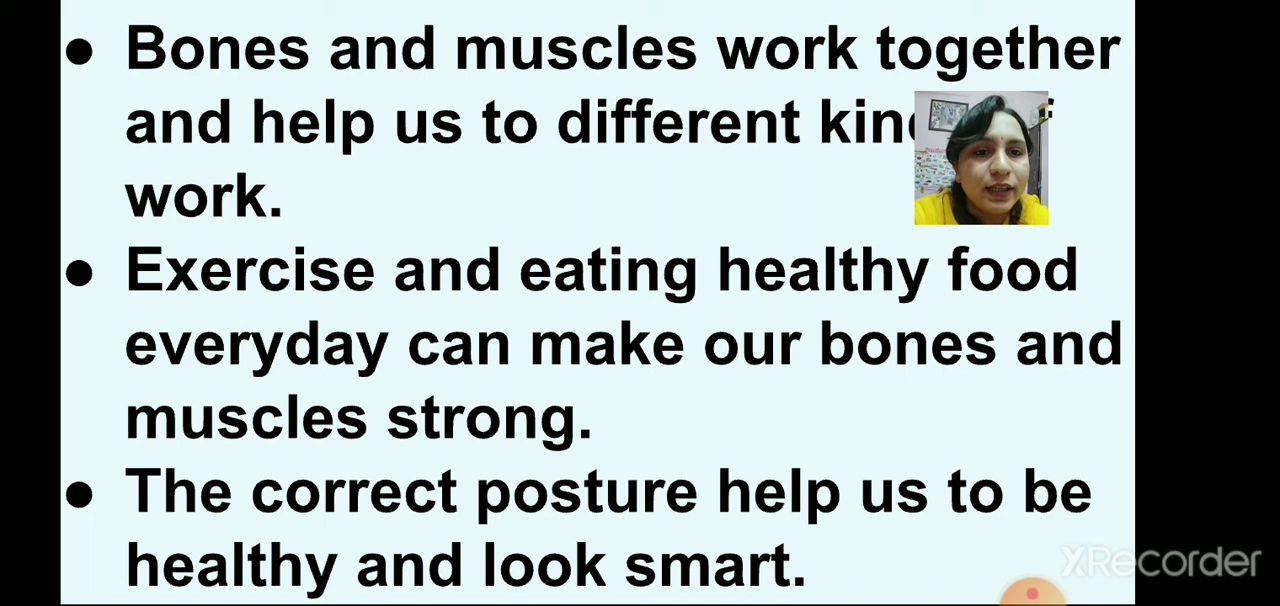 ● Bones and muscles work together
and help us to different
work.
● Exercise and eating healthy food
everyday can make our bones and
muscles strong.
● The correct posture help us to be
healthy and look smart.
XRecorder